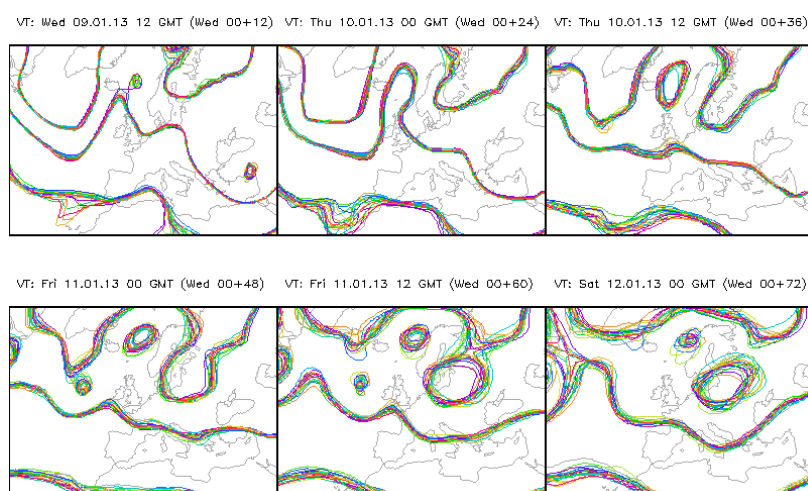 VT: Wed 09.01.13 12 GMT (Wed 00+12)
VT: Thu 10.01.13 00 GMT (Wed 00+24)
VT: Thu 10.01.13 12 GMT (Wed 00+36)
VT: Fri 11.01.13 00 GMT (Wed 00+48)
VT: Fri 11.01.13 12 GMT (Wed 00+60)
VT: Sat 12.01.13 00 GMT (Wed 00+72)